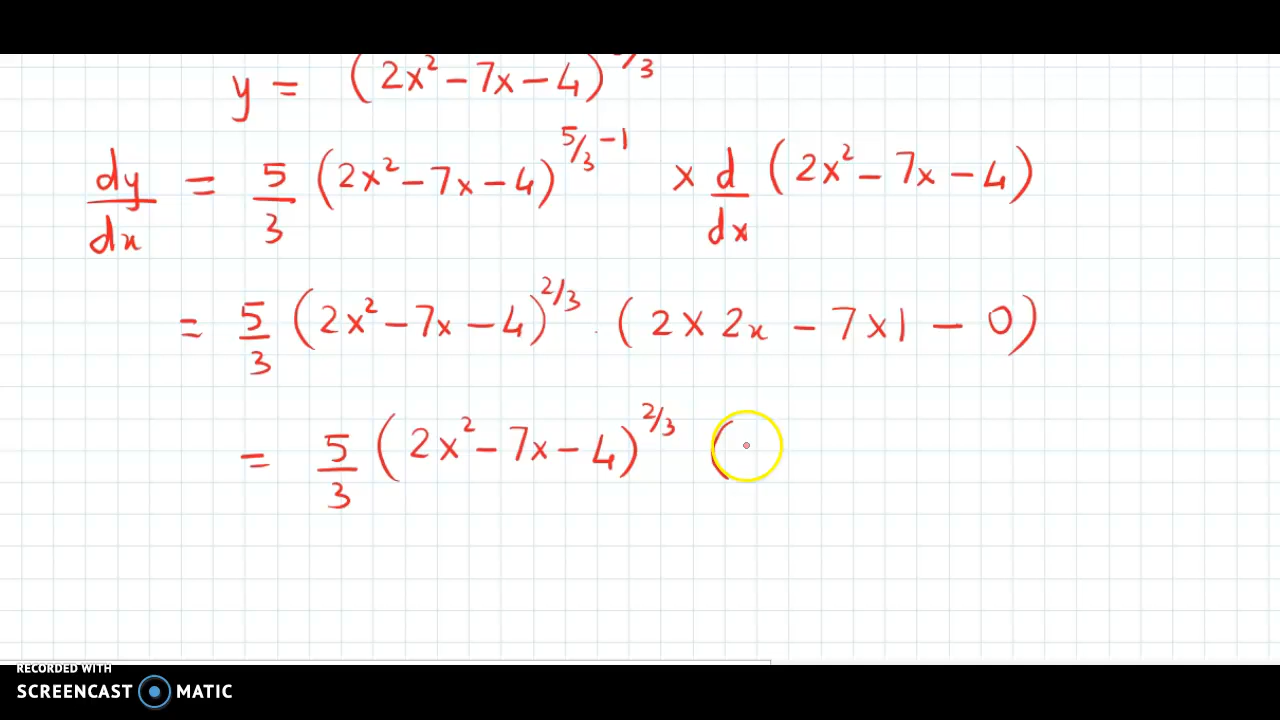 y = (2x² − 7x − 4)^5/3
dy/dx = 5/3 (2x² − 7x − 4)^5/3 −1 × d/dx (2x² − 7x − 4)
= 5/3 (2x² − 7x − 4)^2/3 . (2 × 2x − 7 × 1 − 0)
= 5/3 (2x² − 7x − 4)^2/3 (
RECORDED WITH
SCREENCAST MATIC